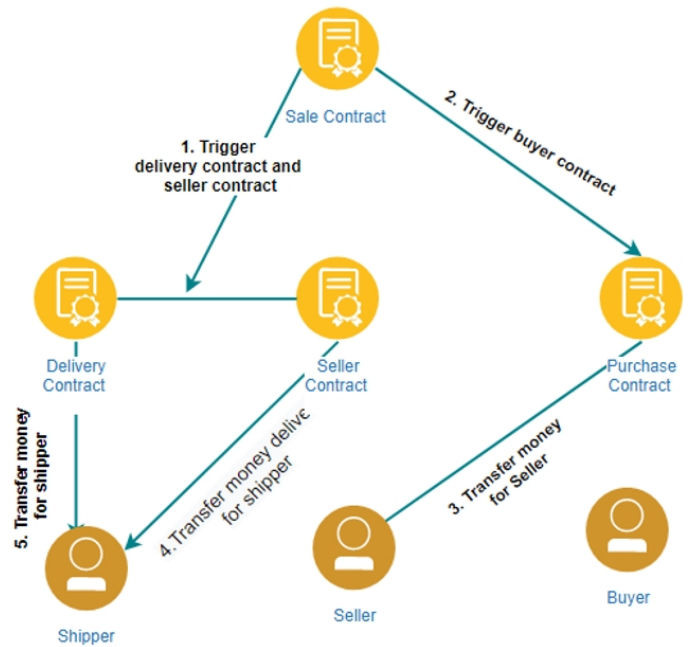 Sale Contract
2. Trigger buyer contract
1. Trigger
delivery contract and
seller contract
Delivery
Contract
Seller
Contract
Purchase
Contract
5. Transfer money
for shipper
4.Transfer money delive
for shipper
3. Transfer money
for Seller
Shipper
Seller
Buyer